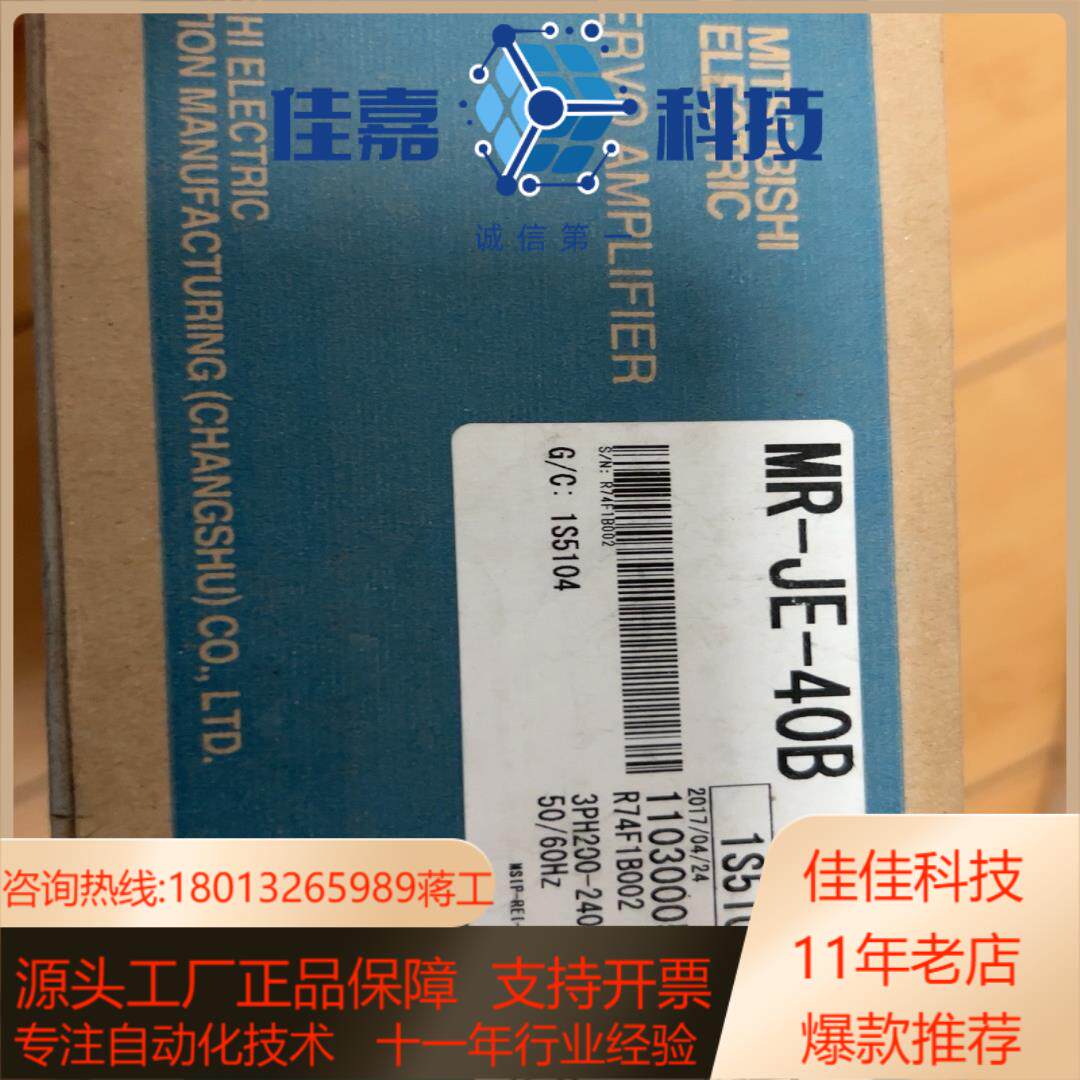 佳嘉科技
诚信第一
MITSUBISHI
ELECTRIC
SERVO AMPLIFIER
HI ELECTRIC
TION MANUFACTURING (CHANGSHU) CO., LTD.
MR-JE-40B
S/N: R74F1B002
G/C: 1S5104
1S510
2017/04/24
1103000
R74F1B002
3PH200-240
50/60Hz
MSIP-REI-
咨询热线:18013265989蒋工
源头工厂正品保障 支持开票
专注自动化技术 十一年行业经验
佳佳科技
11年老店
爆款推荐